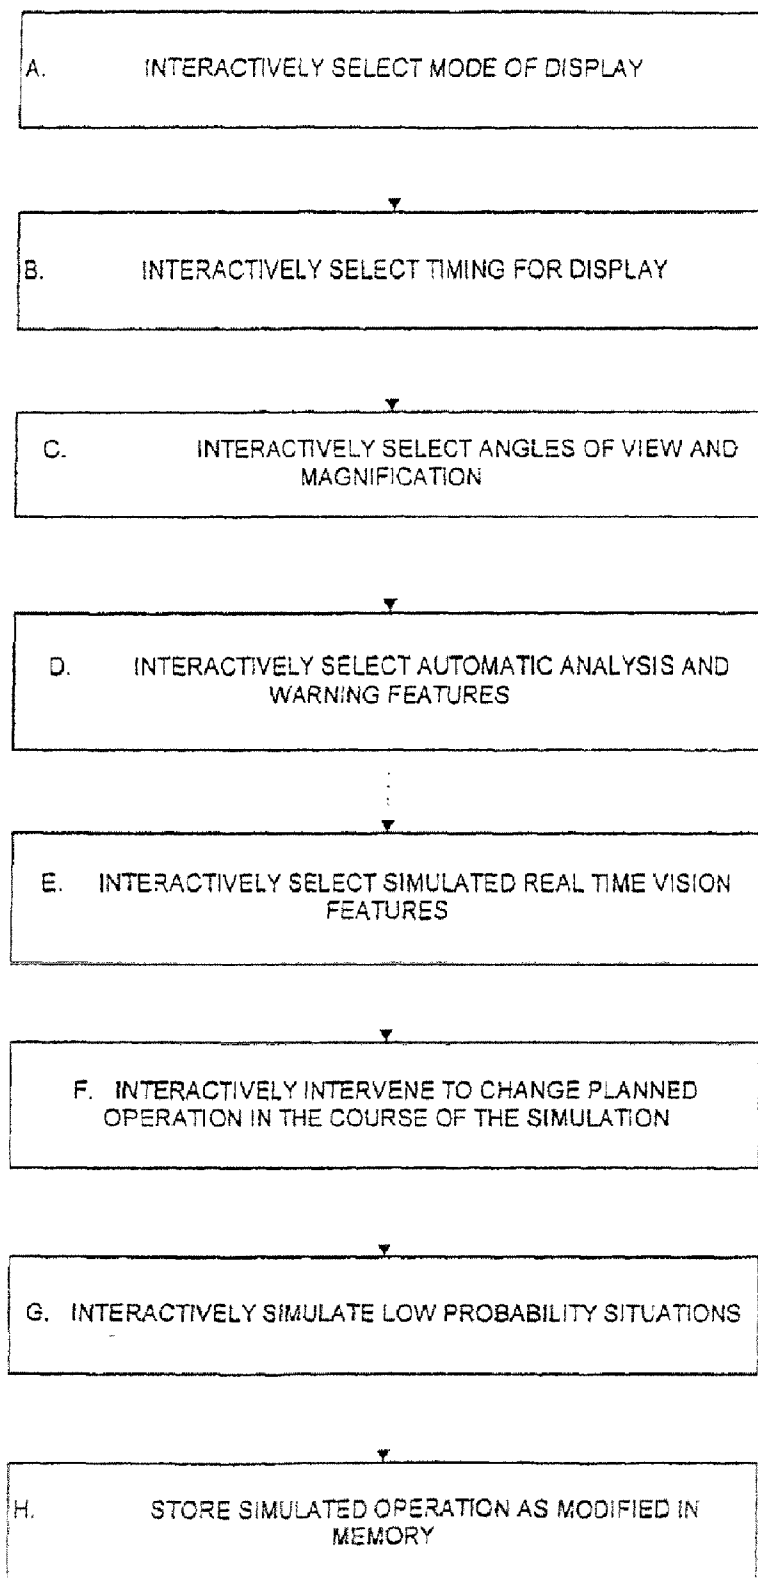 A. INTERACTIVELY SELECT MODE OF DISPLAY
B. INTERACTIVELY SELECT TIMING FOR DISPLAY
C. INTERACTIVELY SELECT ANGLES OF VIEW AND
MAGNIFICATION
D. INTERACTIVELY SELECT AUTOMATIC ANALYSIS AND
WARNING FEATURES
E. INTERACTIVELY SELECT SIMULATED REAL TIME VISION
FEATURES
F. INTERACTIVELY INTERVENE TO CHANGE PLANNED
OPERATION IN THE COURSE OF THE SIMULATION
G. INTERACTIVELY SIMULATE LOW PROBABILITY SITUATIONS
H. STORE SIMULATED OPERATION AS MODIFIED IN
MEMORY